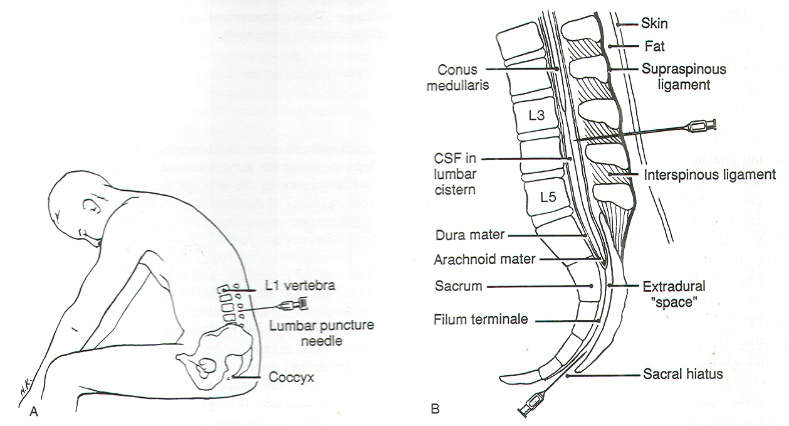 L1 vertebra
Lumbar puncture
needle
Coccyx
H.K.
A
Skin
Fat
Supraspinous
ligament
Conus
medullaris
L3
CSF in
lumbar
cistern
Interspinous ligament
L5
Dura mater
Arachnoid mater
Sacrum
Extradural
"space"
Filum terminale
Sacral hiatus
B